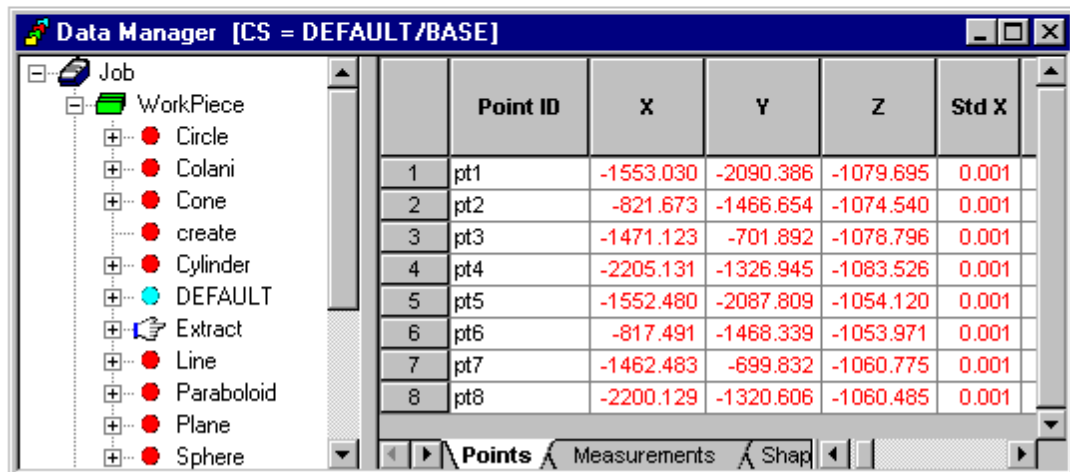 Data Manager [CS = DEFAULT/BASE]
Job
WorkPiece
Circle
Colani
Cone
create
Cylinder
DEFAULT
Extract
Line
Paraboloid
Plane
Sphere
Point ID X Y Z Std X
1 pt1 -1553.030 -2090.386 -1079.695 0.001
2 pt2 -821.673 -1466.654 -1074.540 0.001
3 pt3 -1471.123 -701.892 -1078.796 0.001
4 pt4 -2205.131 -1326.945 -1083.526 0.001
5 pt5 -1552.480 -2087.809 -1054.120 0.001
6 pt6 -817.491 -1468.339 -1053.971 0.001
7 pt7 -1462.483 -699.832 -1060.775 0.001
8 pt8 -2200.129 -1320.606 -1060.485 0.001
Points Measurements Shap